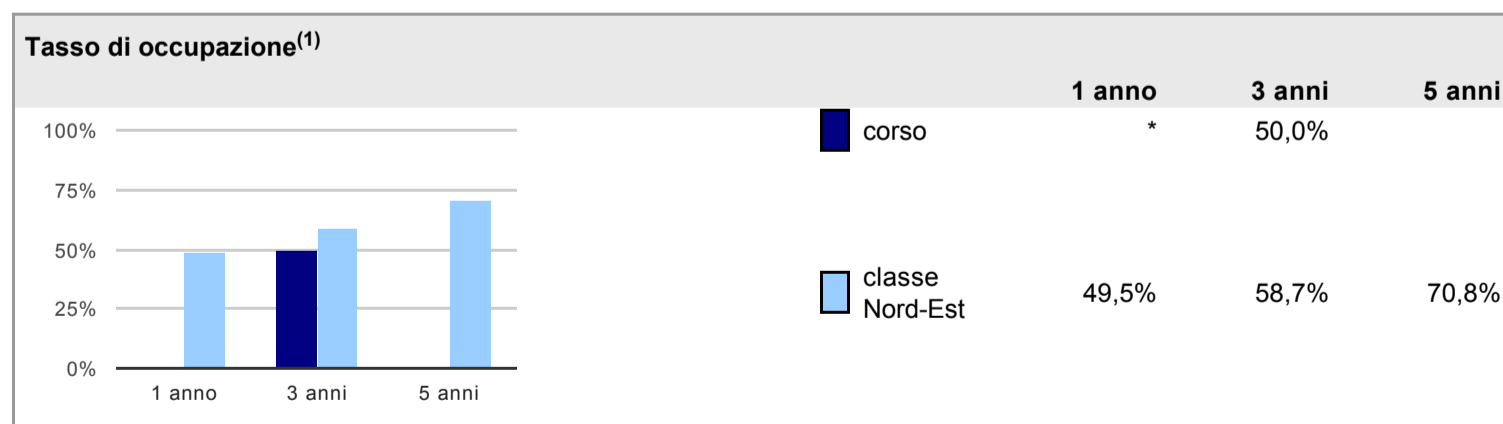 Tasso di occupazione(1)
1 anno 3 anni 5 anni
100%
75%
50%
25%
0%
1 anno 3 anni 5 anni
corso * 50,0%
classe
Nord-Est 49,5% 58,7% 70,8%